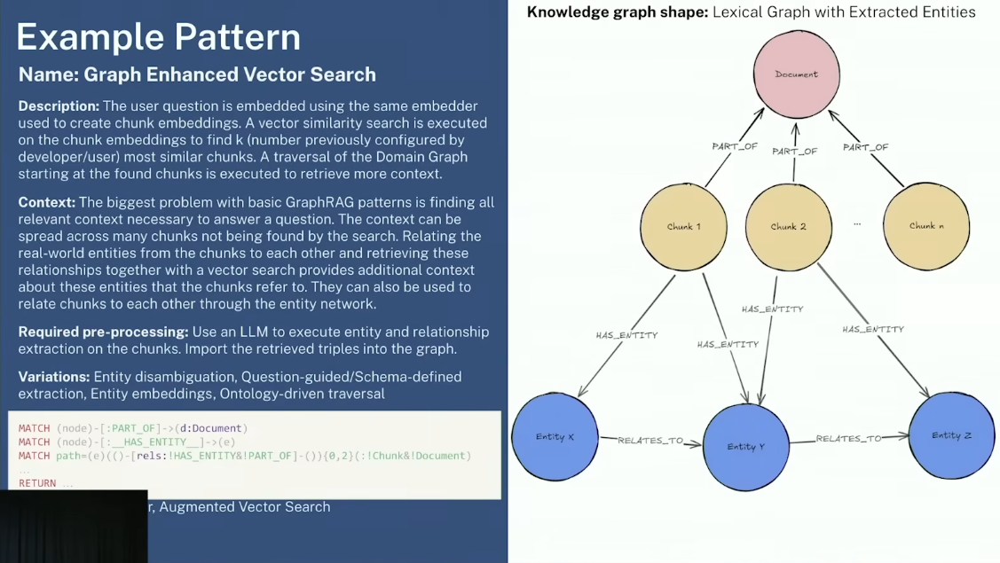 Example Pattern
Name: Graph Enhanced Vector Search
Description: The user question is embedded using the same embedder
used to create chunk embeddings. A vector similarity search is executed
on the chunk embeddings to find k (number previously configured by
developer/user) most similar chunks. A traversal of the Domain Graph
starting at the found chunks is executed to retrieve more context.
Context: The biggest problem with basic GraphRAG patterns is finding all
relevant context necessary to answer a question. The context can be
spread across many chunks not being found by the search. Relating the
real-world entities from the chunks to each other and retrieving these
relationships together with a vector search provides additional context
about these entities that the chunks refer to. They can also be used to
relate chunks to each other through the entity network.
Required pre-processing: Use an LLM to execute entity and relationship
extraction on the chunks. Import the retrieved triples into the graph.
Variations: Entity disambiguation, Question-guided/Schema-defined
extraction, Entity embeddings, Ontology-driven traversal
MATCH (node)-[:PART_OF]->(d:Document)
MATCH (node)-[:__HAS_ENTITY__]->(e)
MATCH path=(e)(()-[rels:!HAS_ENTITY&!PART_OF]-()){0,2}(:!Chunk&!Document)
...
RETURN ...
r, Augmented Vector Search
Knowledge graph shape: Lexical Graph with Extracted Entities
Document
PART_OF
PART_OF
PART_OF
Chunk 1
Chunk 2
...
Chunk n
HAS_ENTITY
HAS_ENTITY
HAS_ENTITY
HAS_ENTITY
Entity X
RELATES_TO
Entity Y
RELATES_TO
Entity Z